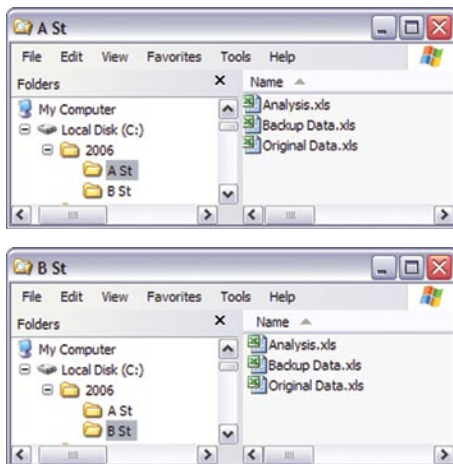 A St
File Edit View Favorites Tools Help
Folders
My Computer
Local Disk (C:)
2006
A St
B St
Name
Analysis.xls
Backup Data.xls
Original Data.xls
B St
File Edit View Favorites Tools Help
Folders
My Computer
Local Disk (C:)
2006
A St
B St
Name
Analysis.xls
Backup Data.xls
Original Data.xls